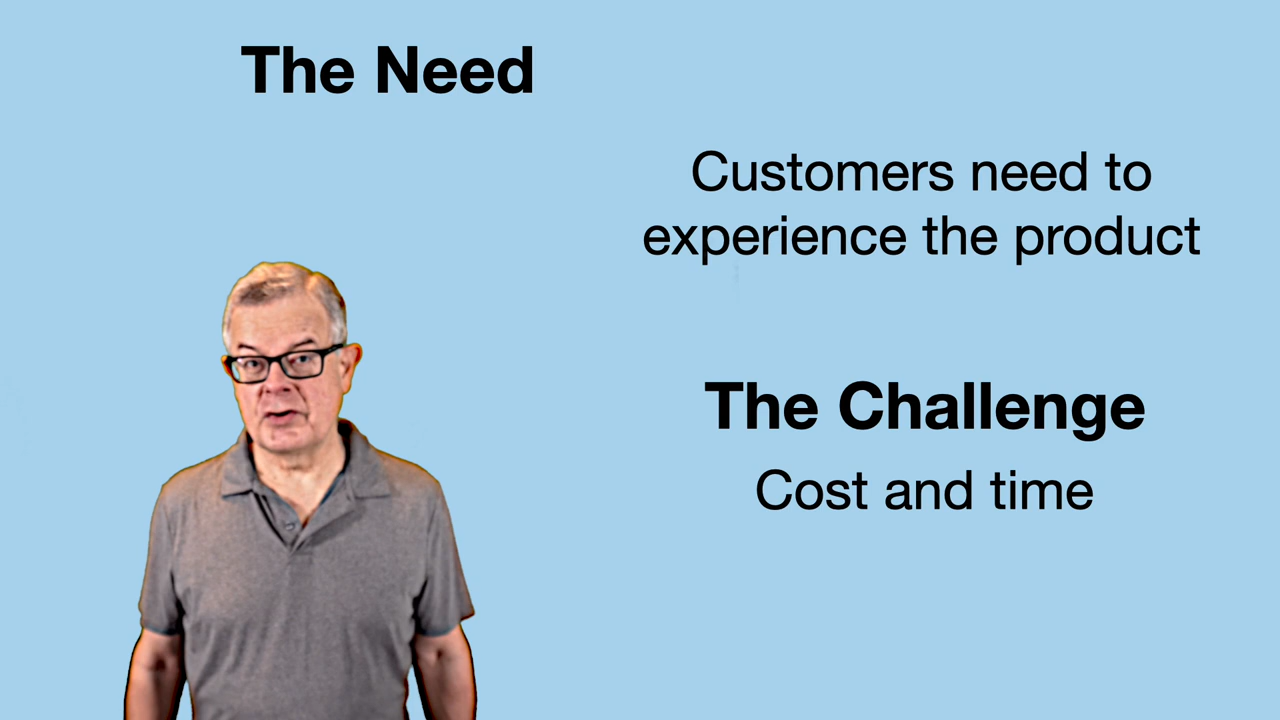 The Need
Customers need to
experience the product
The Challenge
Cost and time